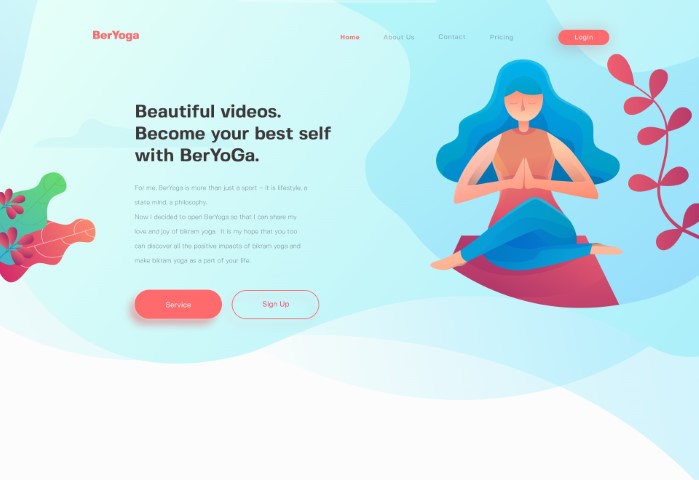 BerYoga
Home About Us Contact Pricing Login
Beautiful videos.
Become your best self
with BerYoGa.
For me, BerYoga is more than just a sport – it is lifestyle, a
state mind, a philosophy.
Now I decided to open BerYoga so that I can share my
love and joy of bikram yoga. It is my hope that you too
can discover all the positive impacts of bikram yoga and
make bikram yoga as a part of your life.
Service Sign Up